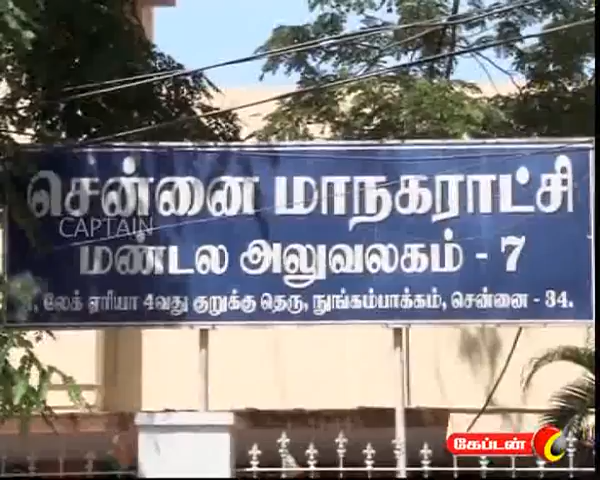 சென்னை மாநகராட்சி
CAPTAIN
மண்டல அலுவலகம் - 7
லேக் ஏரியா 4வது குறுக்கு தெரு, நுங்கம்பாக்கம், சென்னை - 34.
கேப்டன்